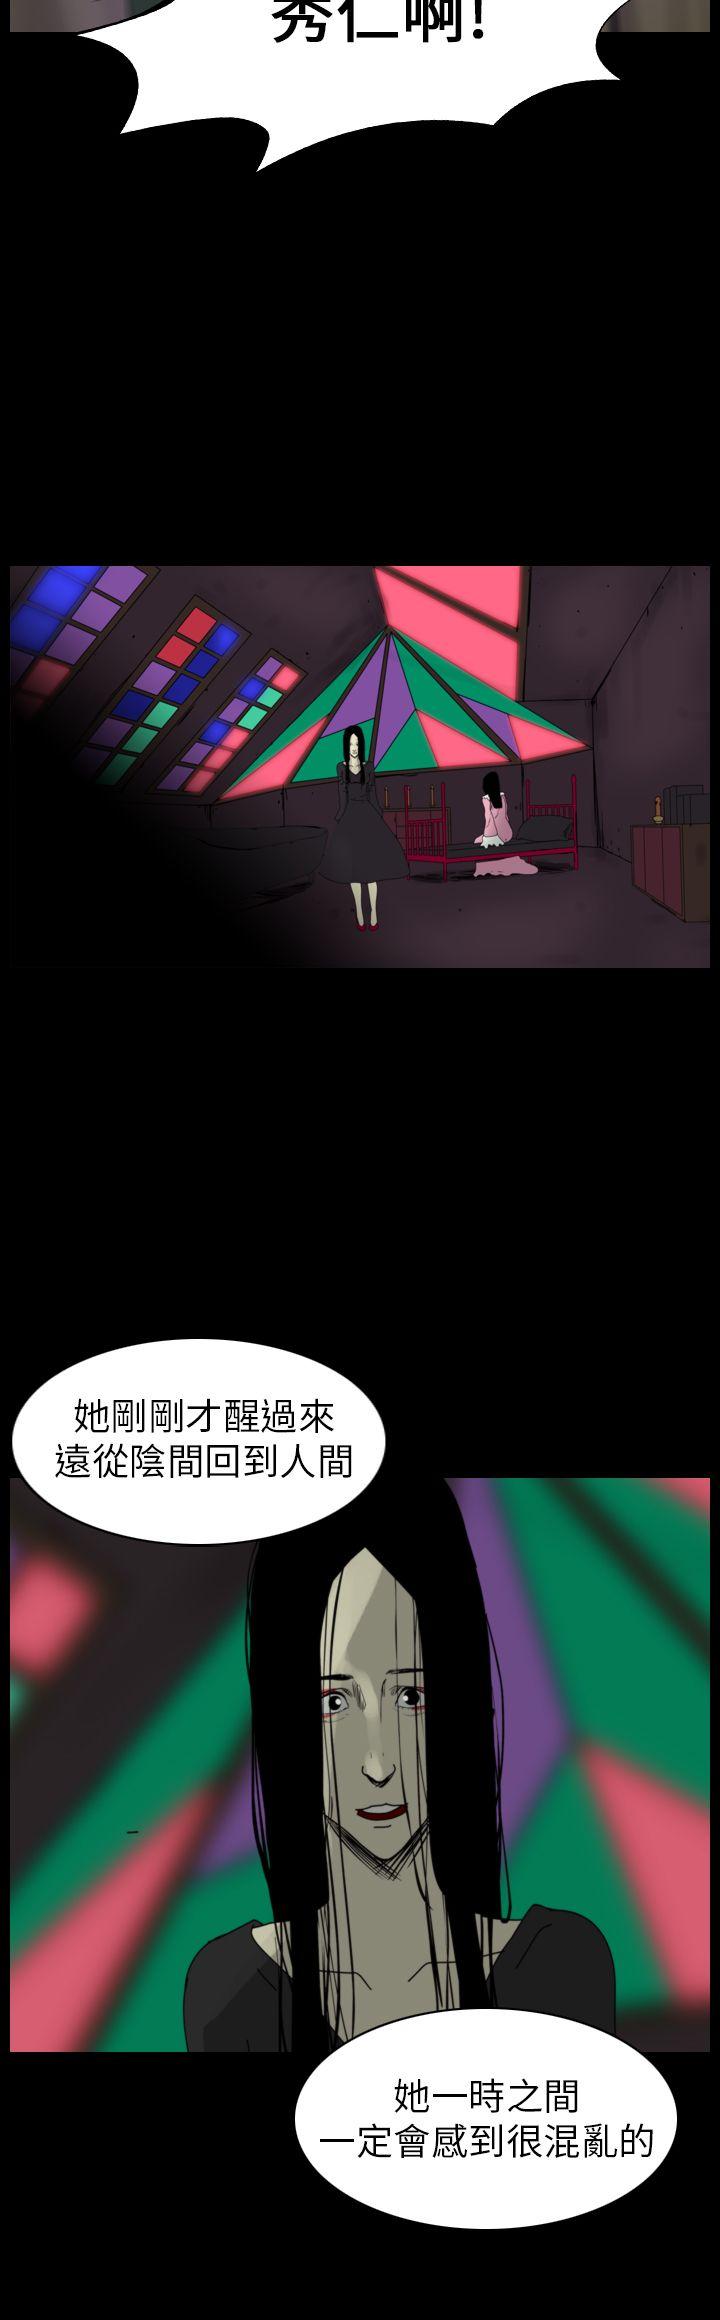 秀仁啊!
她剛剛才醒過來
遠從陰間回到人間
她一時之間
一定會感到很混亂的